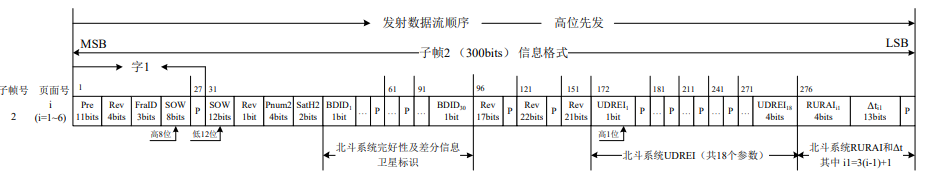 发射数据流顺序 高位先发
MSB LSB
子帧2 (300bits) 信息格式
字1
子帧号 页面号 1 27 31 61 91 96 121 151 172 181 211 241 271 276
i
2 (i=1~6)
Pre 11bits
Rev 4bits
FraID 3bits
SOW 8bits
P
SOW 12bits
Rev 1bit
Pnum2 4bits
SatH2 2bits
BDID1 1bit
... P ... P ...
BDID30 1bit
Rev 17bits
P
Rev 22bits
P
Rev 21bits
UDREI1 1bit
... P ... P ... P ... P
UDREI18 4bits
RURAIi1 4bits
Δti1 13bits
P
高8位 低12位 高1位
北斗系统完好性及差分信息
卫星标识
北斗系统UDREI（共18个参数）
北斗系统RURAI和Δt
其中 i1=3(i-1)+1